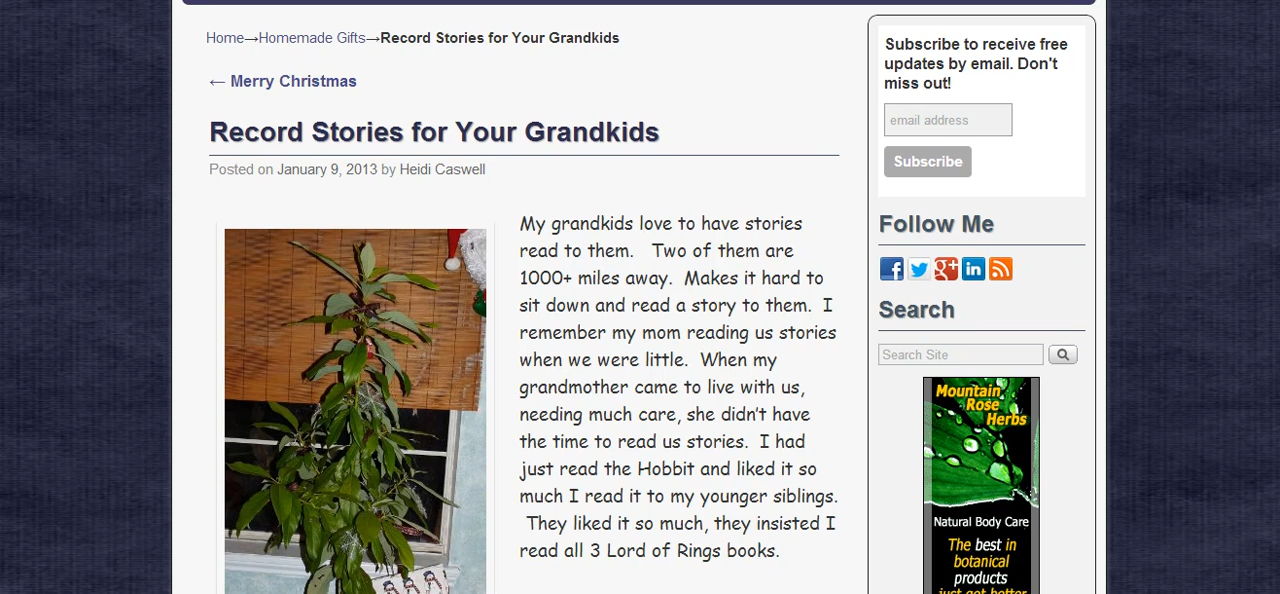 Home→Homemade Gifts→Record Stories for Your Grandkids
← Merry Christmas
Record Stories for Your Grandkids
Posted on January 9, 2013 by Heidi Caswell
My grandkids love to have stories
read to them.   Two of them are
1000+ miles away.  Makes it hard to
sit down and read a story to them.  I
remember my mom reading us stories
when we were little.  When my
grandmother came to live with us,
needing much care, she didn't have
the time to read us stories.  I had
just read the Hobbit and liked it so
much I read it to my younger siblings.
They liked it so much, they insisted I
read all 3 Lord of Rings books.
Subscribe to receive free
updates by email. Don't
miss out!
email address
Subscribe
Follow Me
Search
Search Site
Mountain
Rose
Herbs
Natural Body Care
The best in
botanical
products
just got better